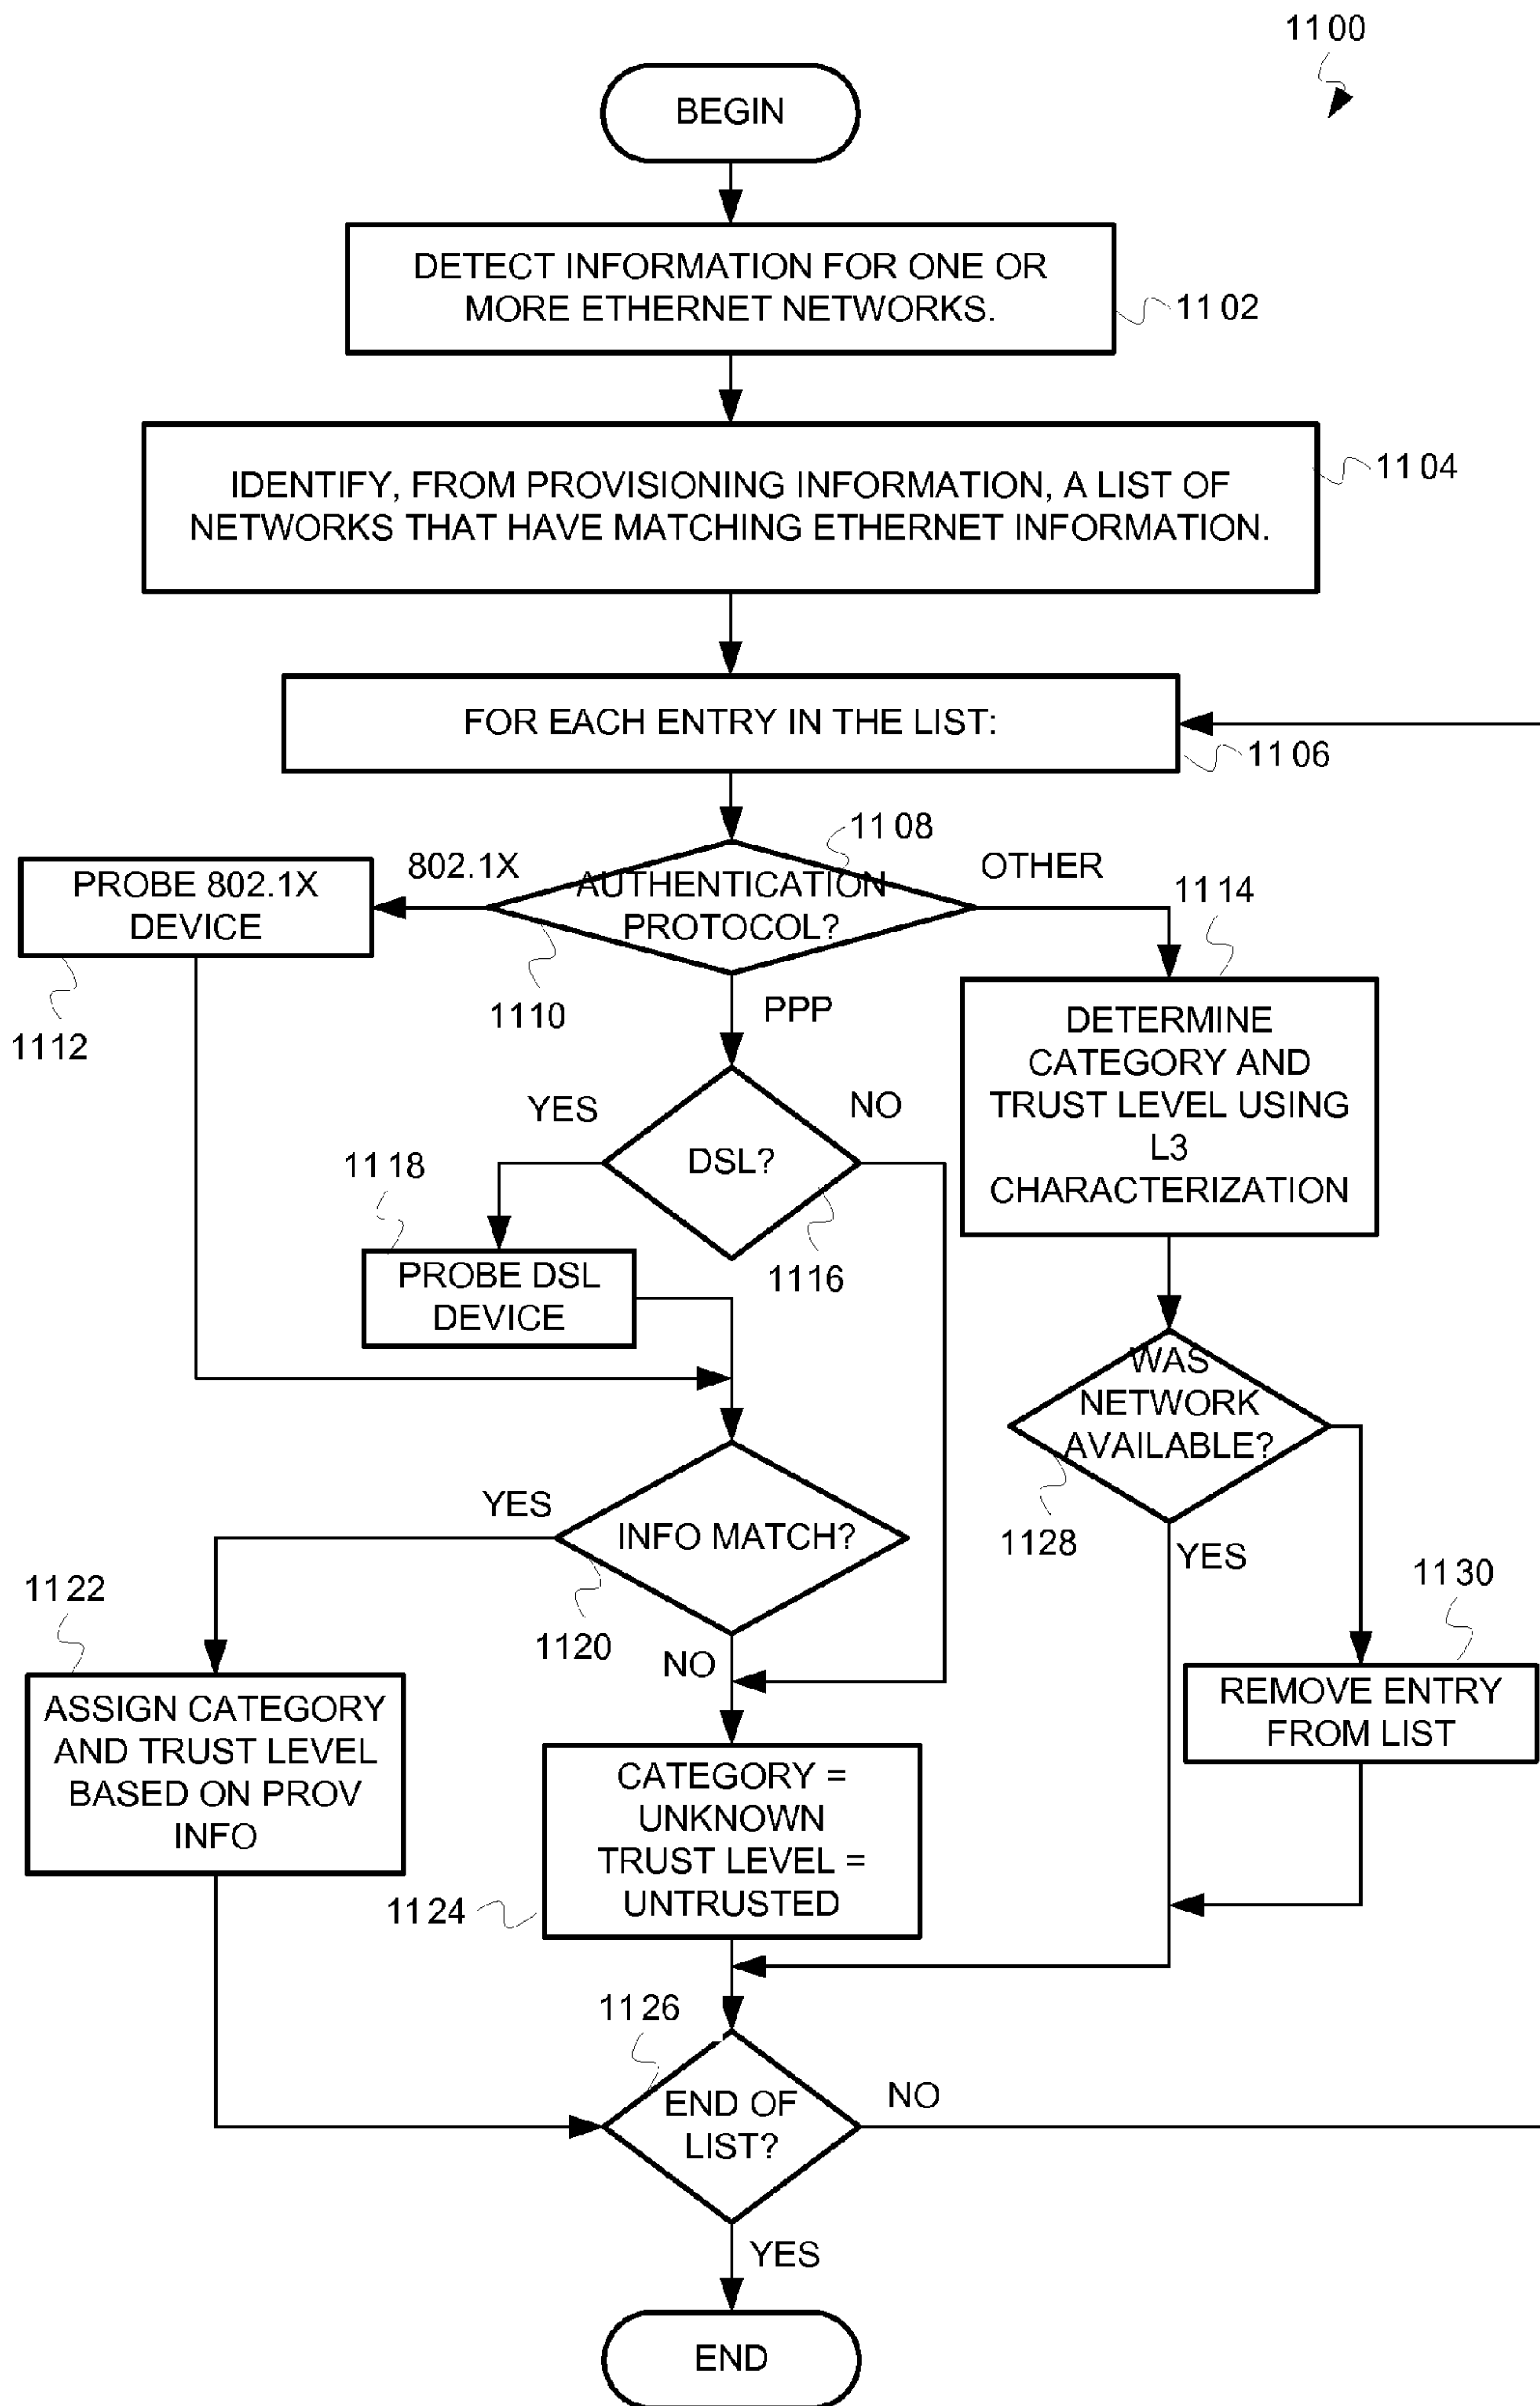 1100
BEGIN
DETECT INFORMATION FOR ONE OR
MORE ETHERNET NETWORKS.
1102
IDENTIFY, FROM PROVISIONING INFORMATION, A LIST OF
NETWORKS THAT HAVE MATCHING ETHERNET INFORMATION.
1104
FOR EACH ENTRY IN THE LIST:
1106
1108
802.1X
AUTHENTICATION
PROTOCOL?
OTHER
PROBE 802.1X
DEVICE
1110
1112
PPP
1114
DETERMINE
CATEGORY AND
TRUST LEVEL USING
L3
CHARACTERIZATION
YES
DSL?
NO
1116
1118
PROBE DSL
DEVICE
WAS
NETWORK
AVAILABLE?
1128
YES
YES
INFO MATCH?
1120
NO
1122
ASSIGN CATEGORY
AND TRUST LEVEL
BASED ON PROV
INFO
1130
REMOVE ENTRY
FROM LIST
CATEGORY =
UNKNOWN
TRUST LEVEL =
UNTRUSTED
1124
1126
END OF
LIST?
NO
YES
END